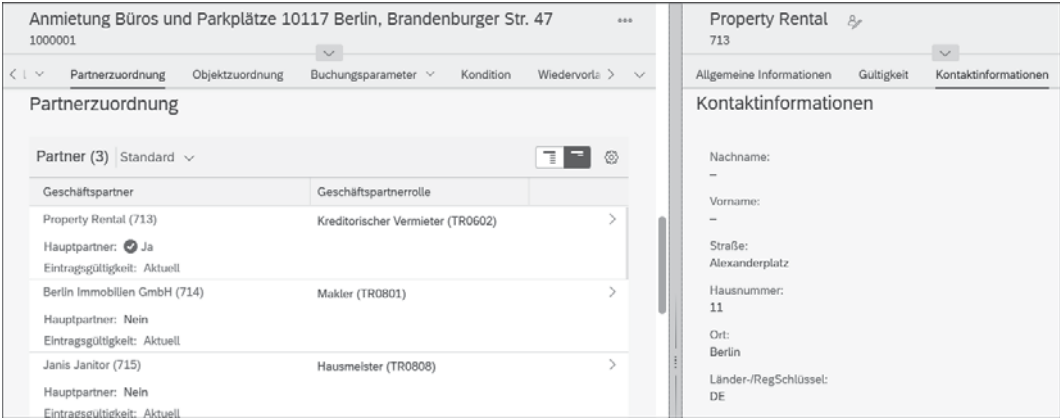 Anmietung Büros und Parkplätze 10117 Berlin, Brandenburger Str. 47
1000001
Partnerzuordnung Objektzuordnung Buchungsparameter Kondition Wiedervorla
Partnerzuordnung
Partner (3) Standard
Geschäftspartner Geschäftspartnerrolle
Property Rental (713) Kreditorischer Vermieter (TR0602)
Hauptpartner: Ja
Eintragsgültigkeit: Aktuell
Berlin Immobilien GmbH (714) Makler (TR0801)
Hauptpartner: Nein
Eintragsgültigkeit: Aktuell
Janis Janitor (715) Hausmeister (TR0808)
Hauptpartner: Nein
Eintragsgültigkeit: Aktuell
Property Rental
713
Allgemeine Informationen Gültigkeit Kontaktinformationen
Kontaktinformationen
Nachname:
–
Vorname:
–
Straße:
Alexanderplatz
Hausnummer:
11
Ort:
Berlin
Länder-/RegSchlüssel:
DE